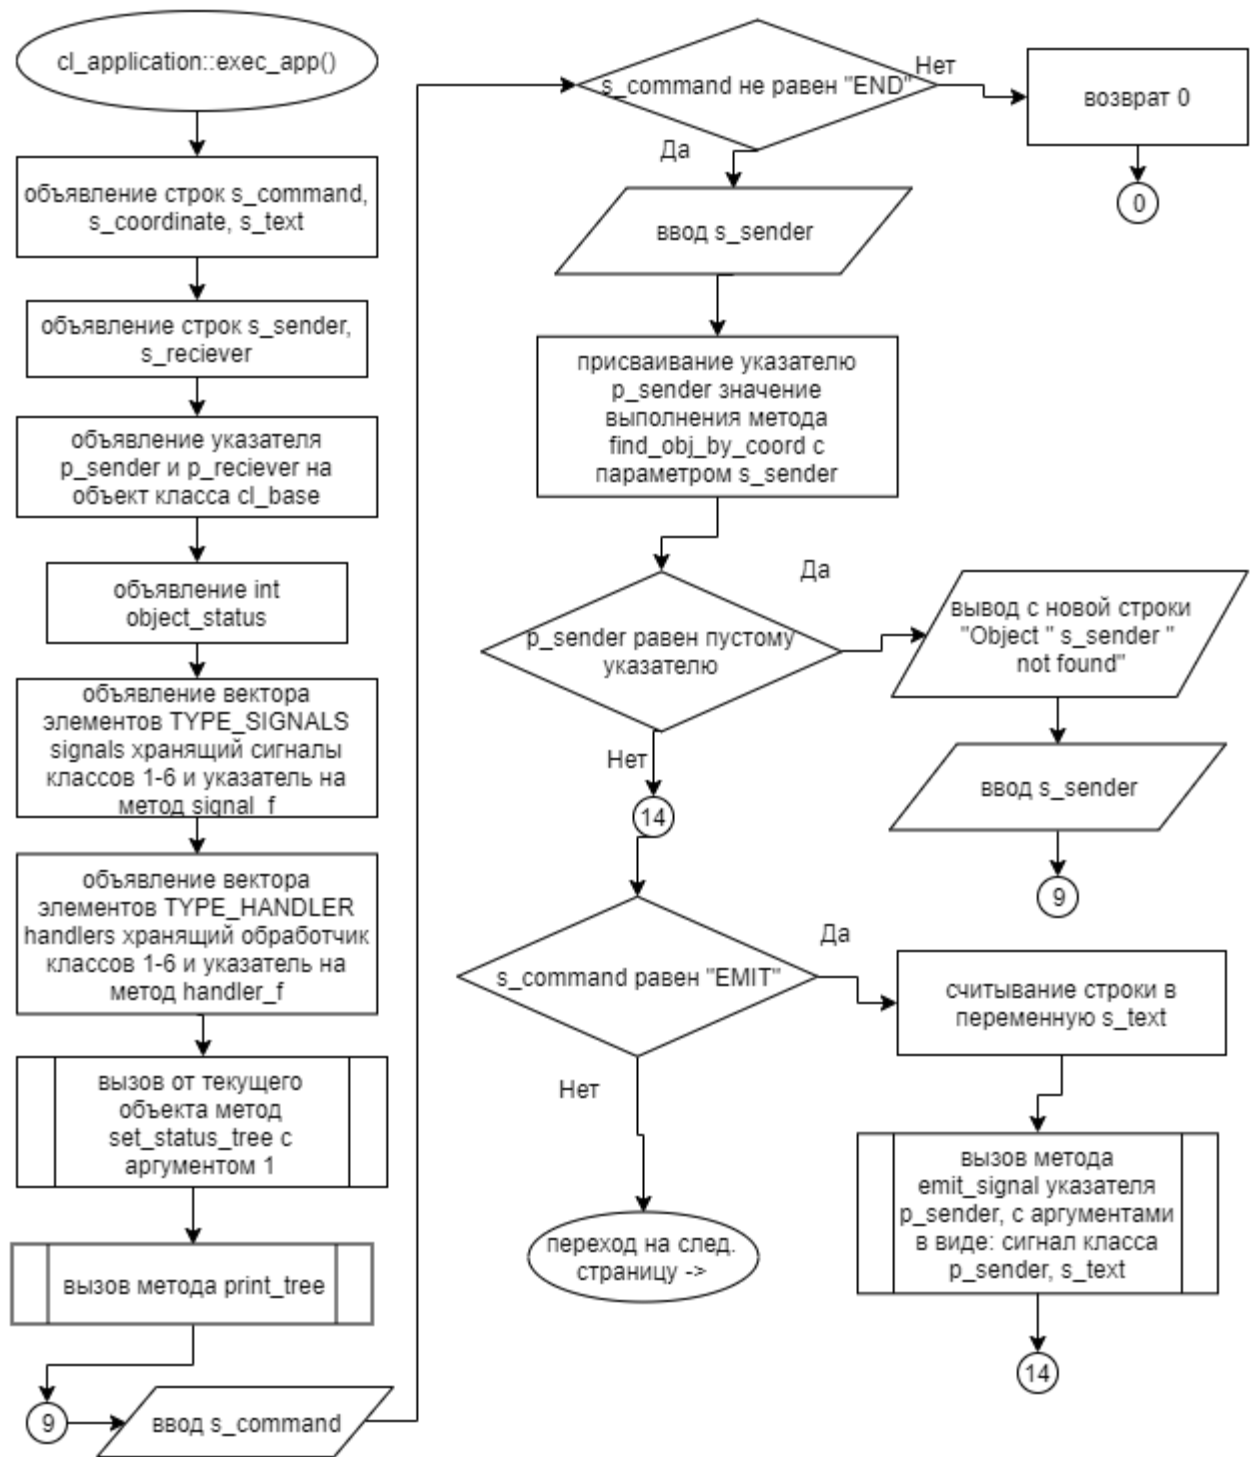 cl_application::exec_app()
объявление строк s_command,
s_coordinate, s_text
объявление строк s_sender,
s_reciever
объявление указателя
p_sender и p_reciever на
объект класса cl_base
объявление int
object_status
объявление вектора
элементов TYPE_SIGNALS
signals хранящий сигналы
классов 1-6 и указатель на
метод signal_f
объявление вектора
элементов TYPE_HANDLER
handlers хранящий обработчик
классов 1-6 и указатель на
метод handler_f
вызов от текущего
объекта метод
set_status_tree с
аргументом 1
вызов метода print_tree
9
ввод s_command
s_command не равен "END"
Нет
возврат 0
0
Да
ввод s_sender
присваивание указателю
p_sender значение
выполнения метода
find_obj_by_coord с
параметром s_sender
p_sender равен пустому
указателю
Да
вывод с новой строки
"Object " s_sender "
not found"
ввод s_sender
9
Нет
14
s_command равен "EMIT"
Да
считывание строки в
переменную s_text
вызов метода
emit_signal указателя
p_sender, с аргументами
в виде: сигнал класса
p_sender, s_text
14
Нет
переход на след.
страницу ->